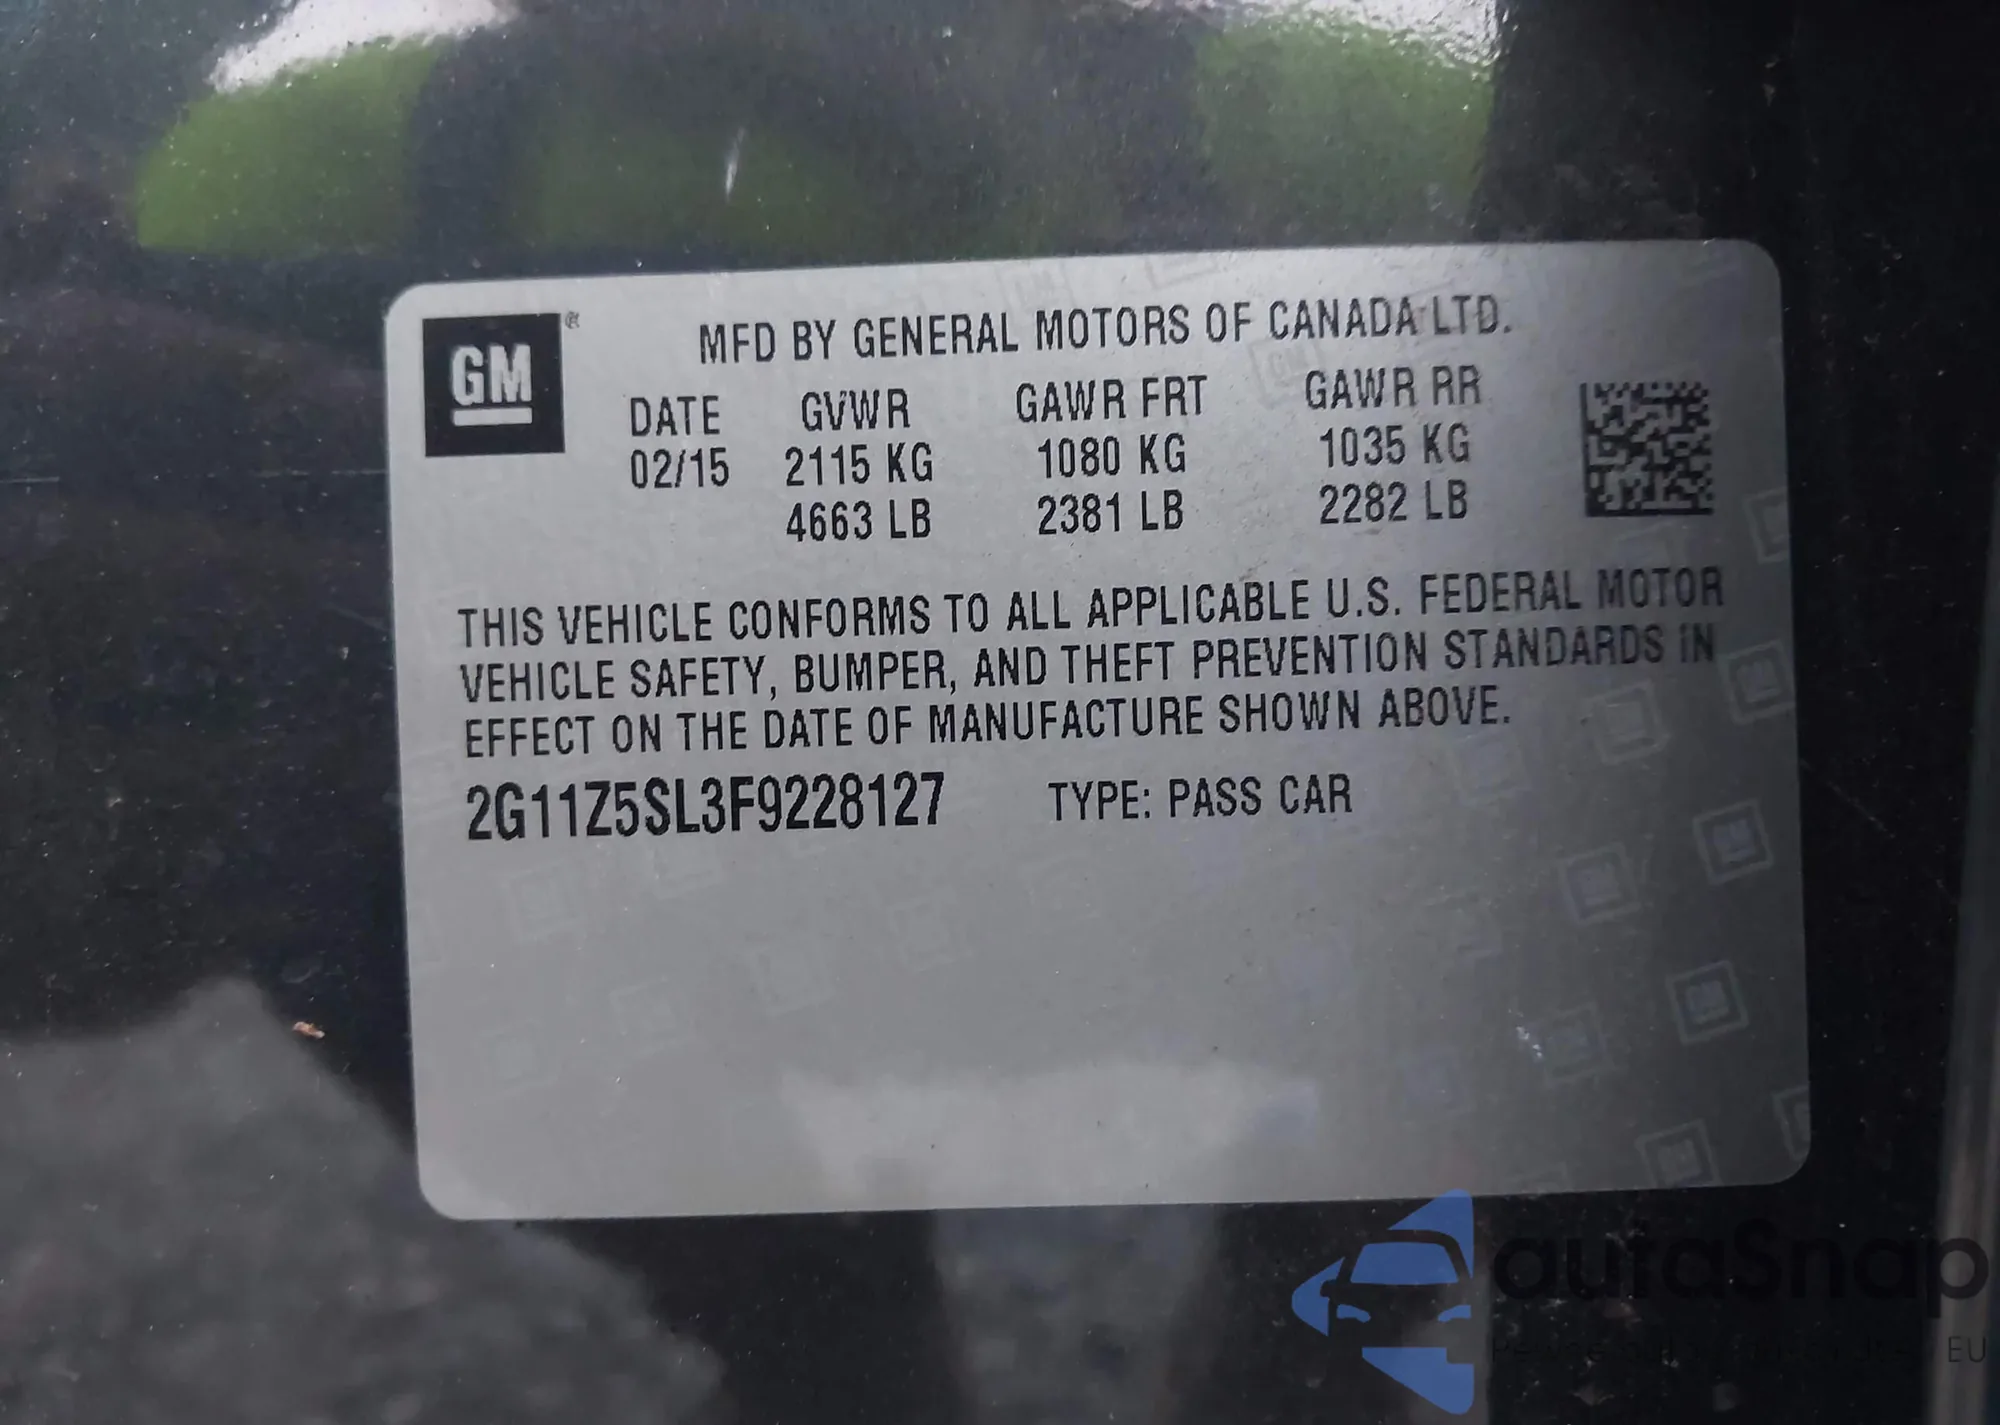 GM ®
MFD BY GENERAL MOTORS OF CANADA LTD.
DATE GVWR GAWR FRT GAWR RR
02/15 2115 KG 1080 KG 1035 KG
4663 LB 2381 LB 2282 LB
THIS VEHICLE CONFORMS TO ALL APPLICABLE U.S. FEDERAL MOTOR
VEHICLE SAFETY, BUMPER, AND THEFT PREVENTION STANDARDS IN
EFFECT ON THE DATE OF MANUFACTURE SHOWN ABOVE.
2G11Z5SL3F9228127 TYPE: PASS CAR
autaSnap
EU